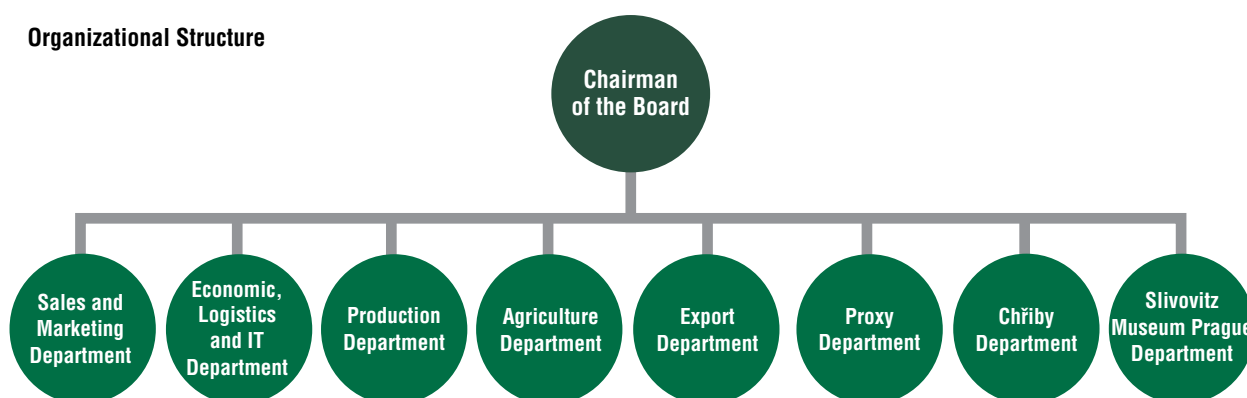 Organizational Structure
Chairman
of the Board
Sales and
Marketing
Department
Economic,
Logistics
and IT
Department
Production
Department
Agriculture
Department
Export
Department
Proxy
Department
Chřiby
Department
Slivovitz
Museum Prague
Department